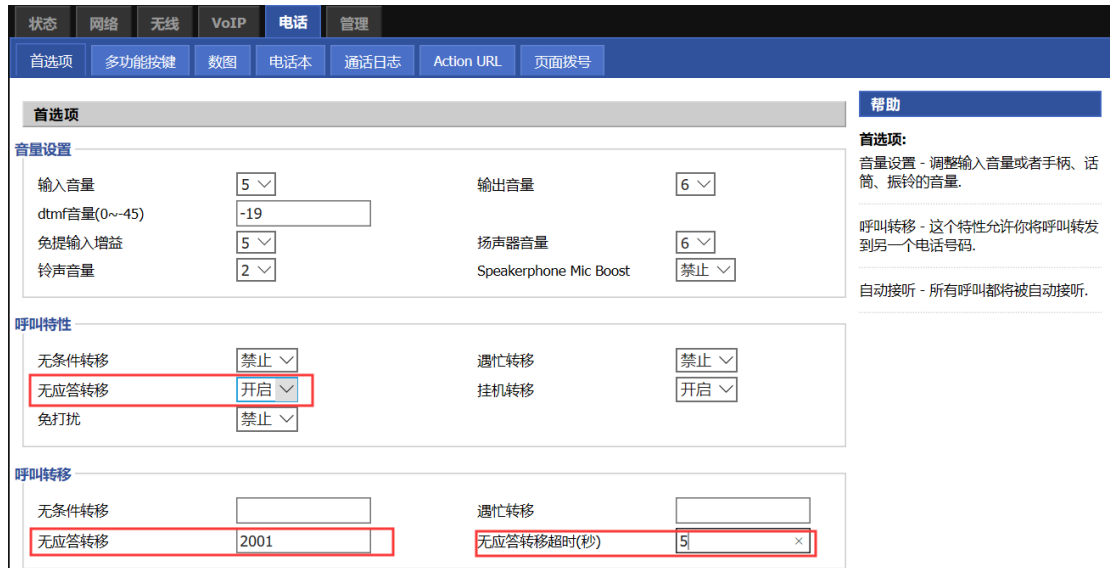 状态 网络 无线 VoIP 电话 管理
首选项 多功能按键 数图 电话本 通话日志 Action URL 页面拨号
首选项
音量设置
输入音量 5 输出音量 6
dtmf音量(0~-45) -19
免提输入增益 5 扬声器音量 6
铃声音量 2 Speakerphone Mic Boost 禁止
呼叫特性
无条件转移 禁止 遇忙转移 禁止
无应答转移 开启 挂机转移 开启
免打扰 禁止
呼叫转移
无条件转移 遇忙转移
无应答转移 2001 无应答转移超时(秒) 5 ×
帮助
首选项:
音量设置 - 调整输入音量或者手柄、话
筒、振铃的音量.
呼叫转移 - 这个特性允许你将呼叫转发
到另一个电话号码.
自动接听 - 所有呼叫都将被自动接听.